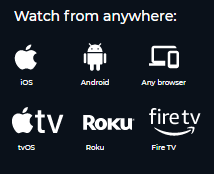 Watch from anywhere:
iOS Android Any browser
tv ROKU fire tv
tvOS Roku Fire TV